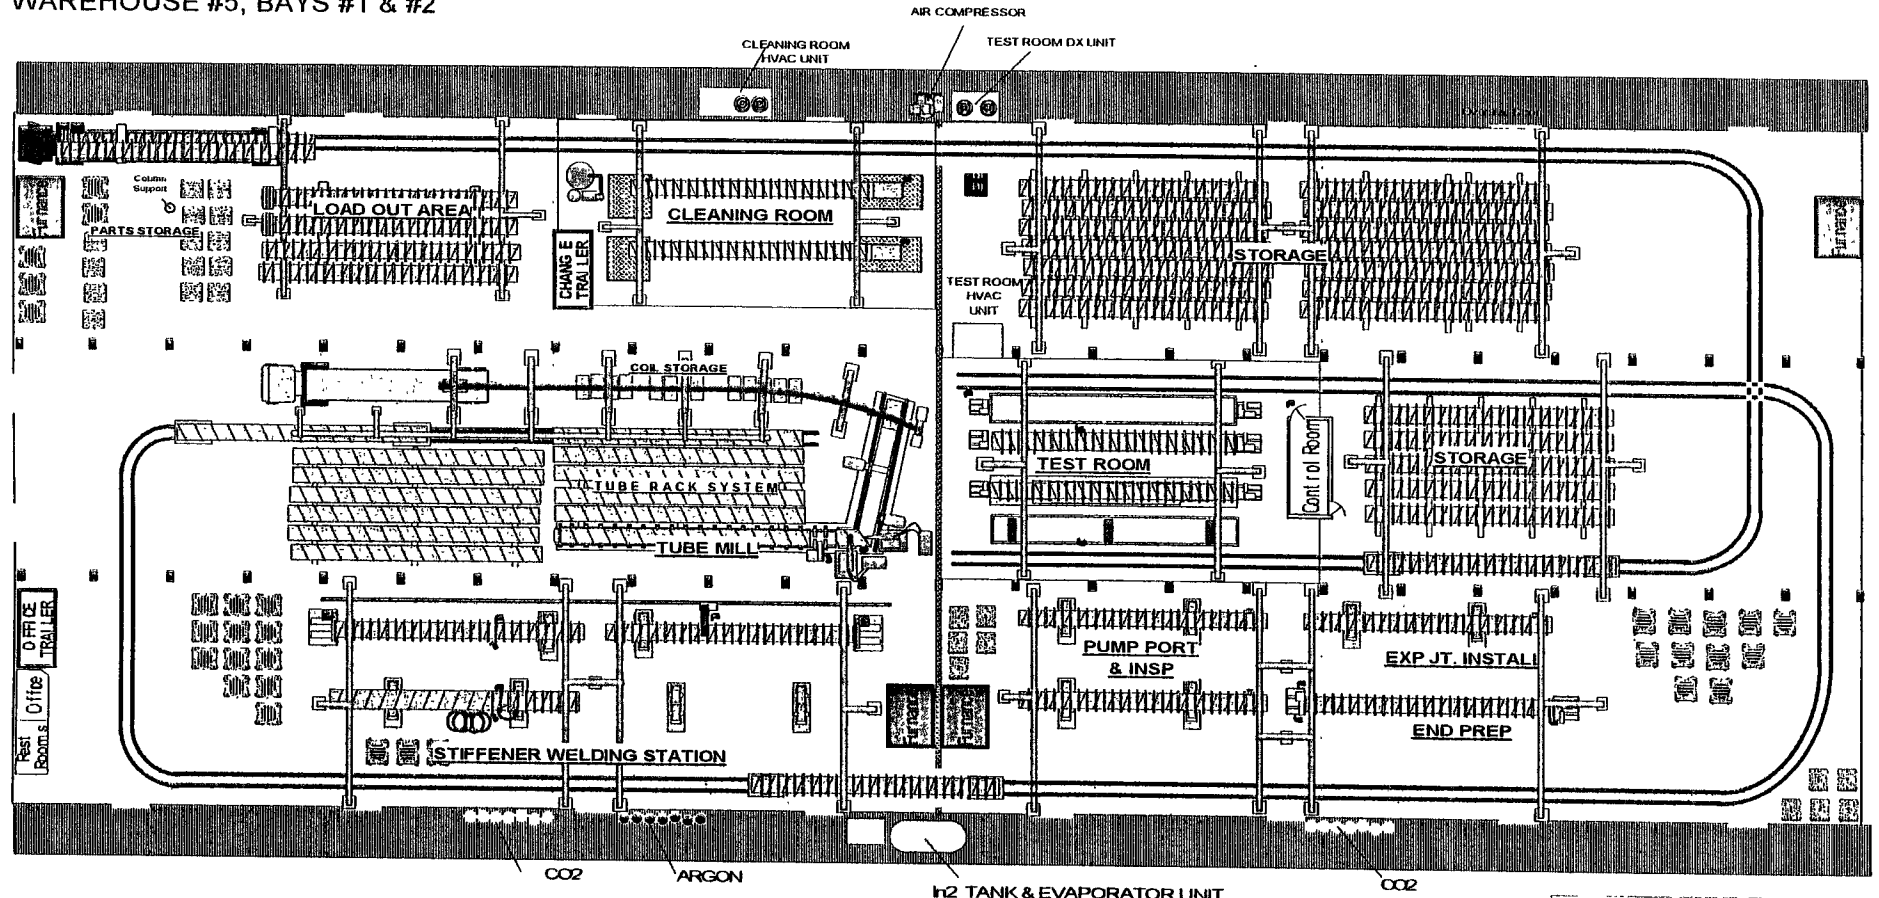 WAREHOUSE #5, BAYS #1 & #2
AIR COMPRESSOR
CLEANING ROOM
HVAC UNIT
TEST ROOM DX UNIT
Column
Support
Furnance
PARTS STORAGE
LOAD OUT AREA
CHANGE
TRAILER
CLEANING ROOM
STORAGE
TEST ROOM
HVAC
UNIT
COIL STORAGE
TUBE RACK SYSTEM
TUBE MILL
TEST ROOM
Control Room
STORAGE
OFFICE
TRAILER
Office
Rest
Rooms
STIFFENER WELDING STATION
Furnance
Furnance
PUMP PORT
& INSP
EXP JT. INSTALL
END PREP
CO2
ARGON
ln2 TANK & EVAPORATOR UNIT
CO2